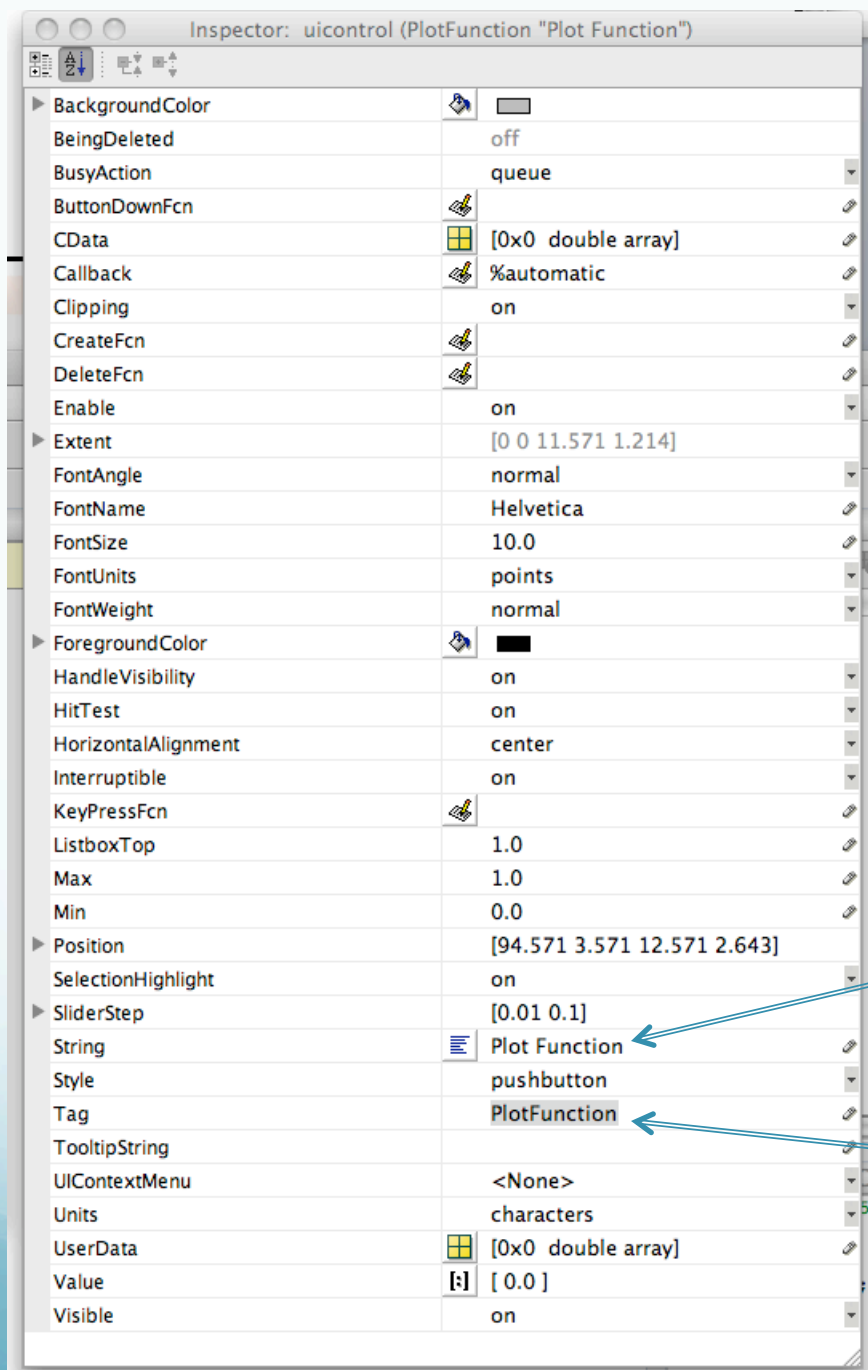 Inspector: uicontrol (PlotFunction "Plot Function")
BackgroundColor
BeingDeleted off
BusyAction queue
ButtonDownFcn
CData [0x0 double array]
Callback %automatic
Clipping on
CreateFcn
DeleteFcn
Enable on
Extent [0 0 11.571 1.214]
FontAngle normal
FontName Helvetica
FontSize 10.0
FontUnits points
FontWeight normal
ForegroundColor
HandleVisibility on
HitTest on
HorizontalAlignment center
Interruptible on
KeyPressFcn
ListboxTop 1.0
Max 1.0
Min 0.0
Position [94.571 3.571 12.571 2.643]
SelectionHighlight on
SliderStep [0.01 0.1]
String Plot Function
Style pushbutton
Tag PlotFunction
TooltipString
UIContextMenu <None>
Units characters
UserData [0x0 double array]
Value [ 0.0 ]
Visible on